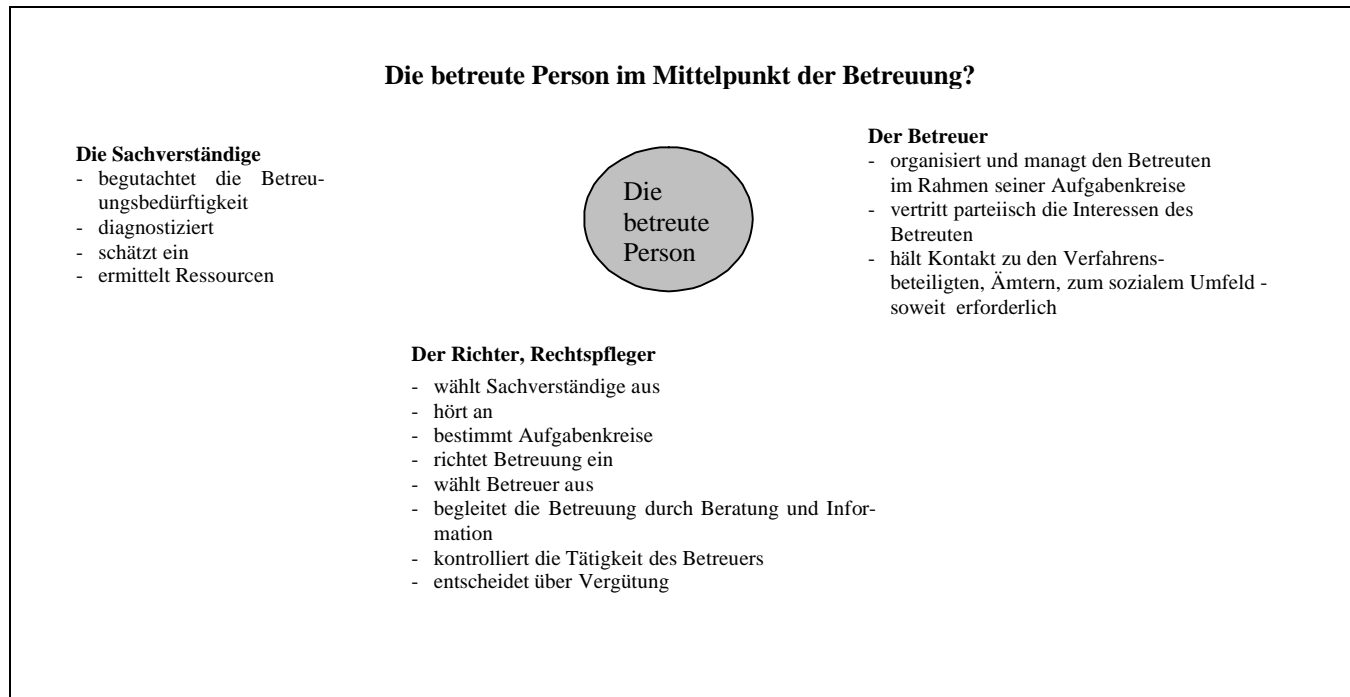 Die betreute Person im Mittelpunkt der Betreuung?
Die Sachverständige
- begutachtet die Betreu-
ungsbedürftigkeit
- diagnostiziert
- schätzt ein
- ermittelt Ressourcen
Die
betreute
Person
Der Betreuer
- organisiert und managt den Betreuten
im Rahmen seiner Aufgabenkreise
- vertritt parteiisch die Interessen des
Betreuten
- hält Kontakt zu den Verfahrens-
beteiligten, Ämtern, zum sozialem Umfeld -
soweit erforderlich
Der Richter, Rechtspfleger
- wählt Sachverständige aus
- hört an
- bestimmt Aufgabenkreise
- richtet Betreuung ein
- wählt Betreuer aus
- begleitet die Betreuung durch Beratung und Infor-
mation
- kontrolliert die Tätigkeit des Betreuers
- entscheidet über Vergütung